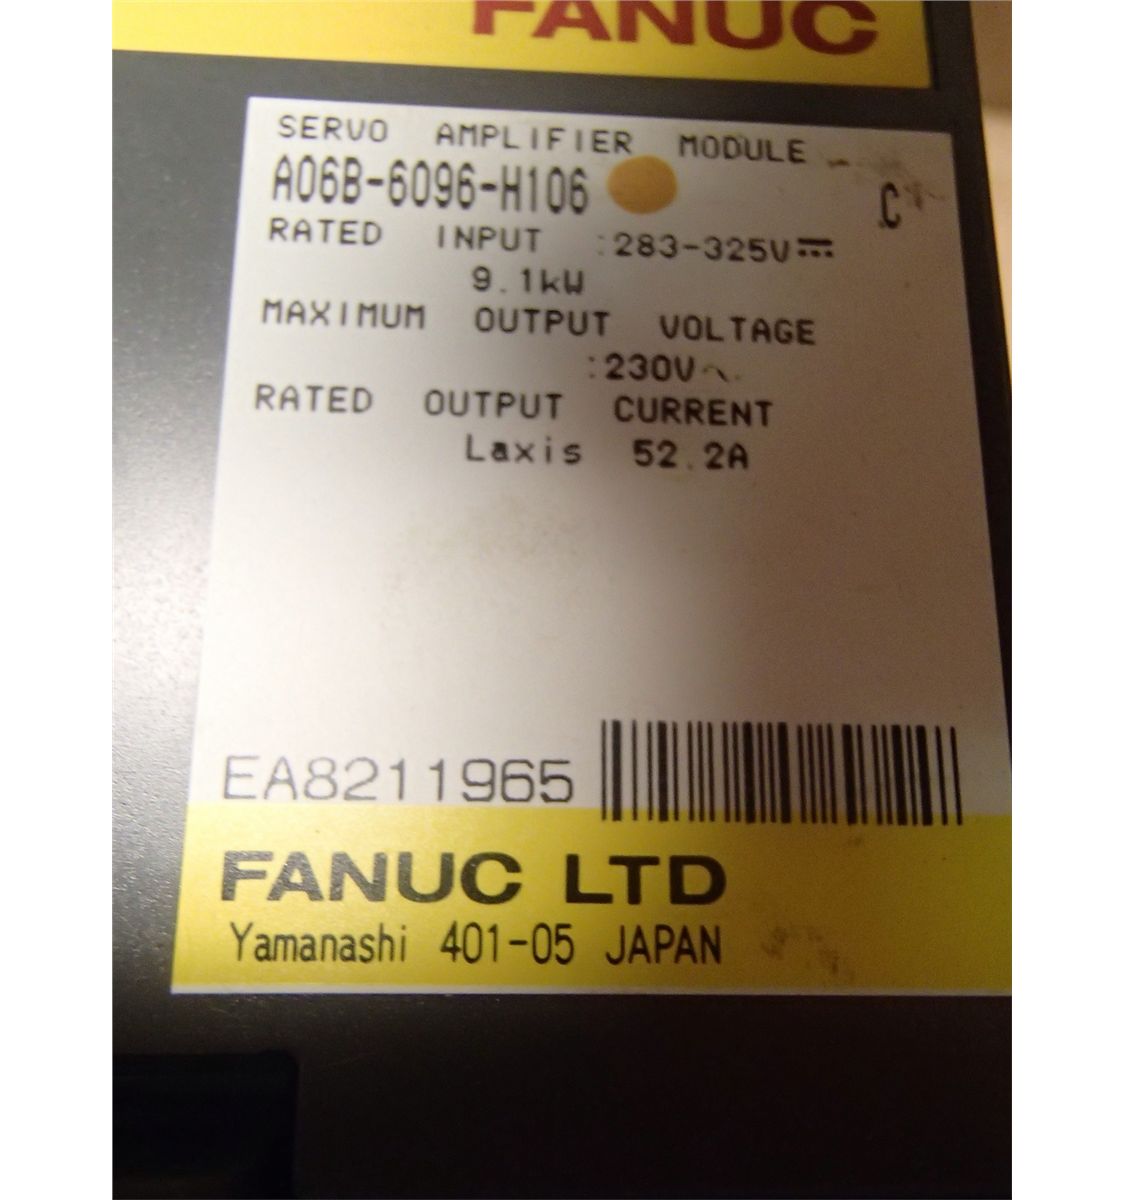 FANUC
SERVO AMPLIFIER MODULE
A06B-6096-H106
C
RATED INPUT :283-325V⎓
9.1kW
MAXIMUM OUTPUT VOLTAGE
:230V~
RATED OUTPUT CURRENT
Laxis 52.2A
EA8211965
FANUC LTD
Yamanashi 401-05 JAPAN